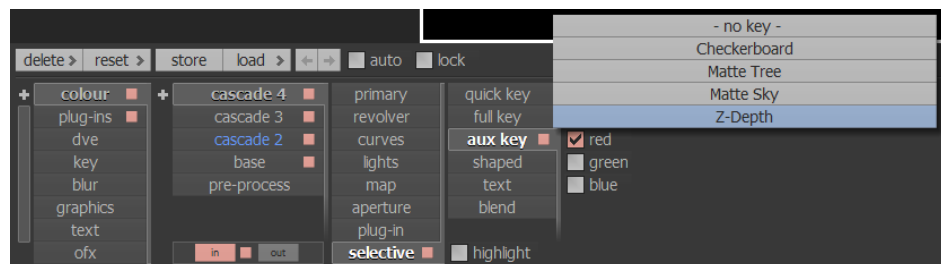 - no key -
Checkerboard
Matte Tree
Matte Sky
Z-Depth
delete > reset > store load > ← → auto lock
+ colour + cascade 4 primary quick key
plug-ins cascade 3 revolver full key
dve cascade 2 curves aux key red
key base lights shaped green
blur pre-process map text blue
graphics aperture blend
text plug-in
ofx in out selective highlight